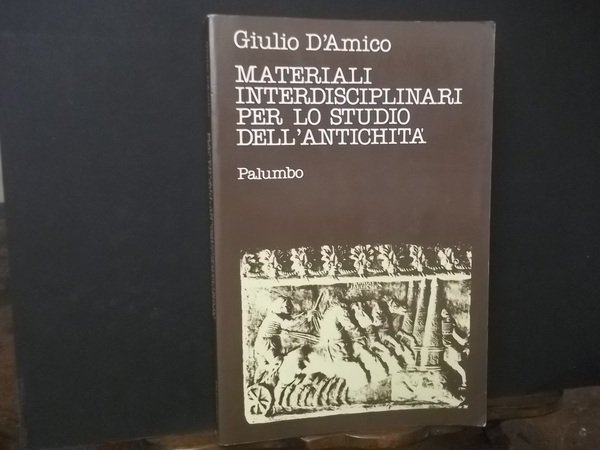 Giulio D'Amico
MATERIALI
INTERDISCIPLINARI
PER LO STUDIO
DELL'ANTICHITÀ
Palumbo